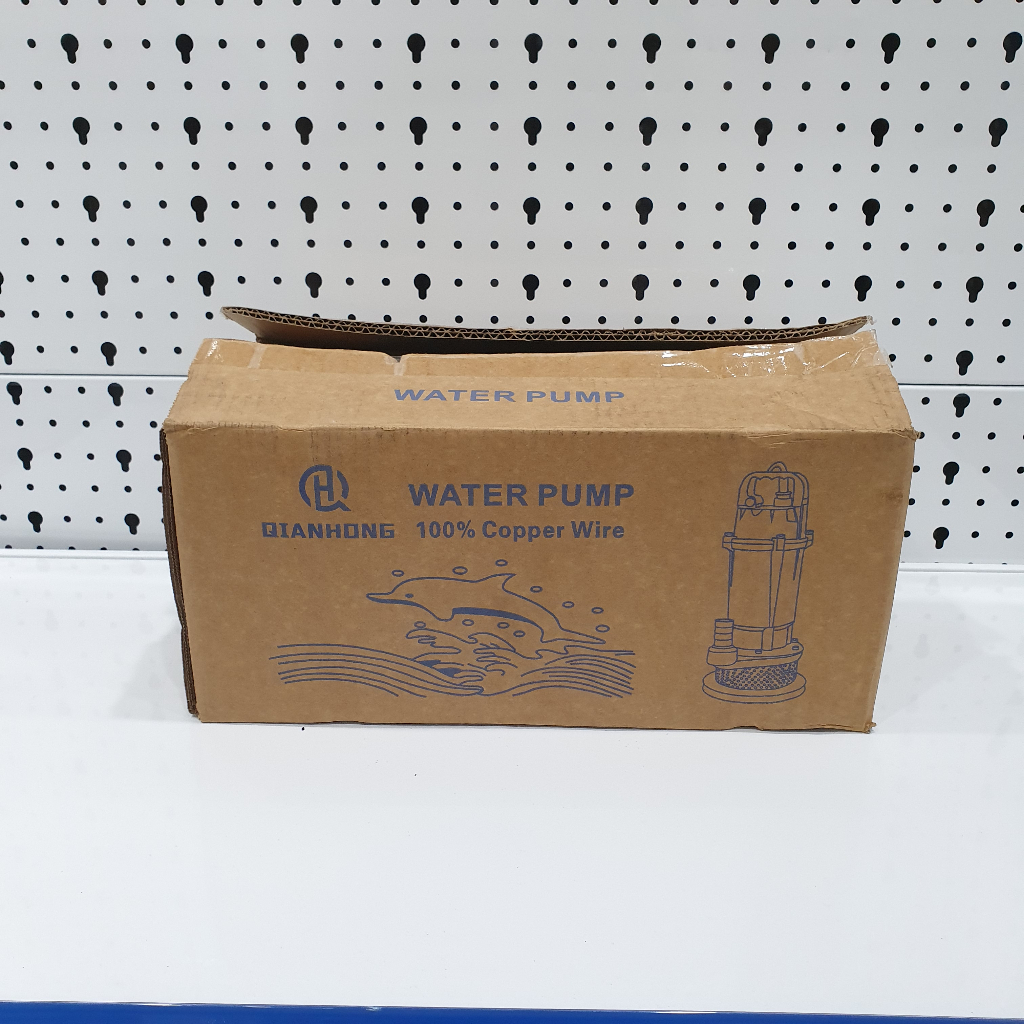 WATER PUMP
WATER PUMP
QIANHONG
100% Copper Wire